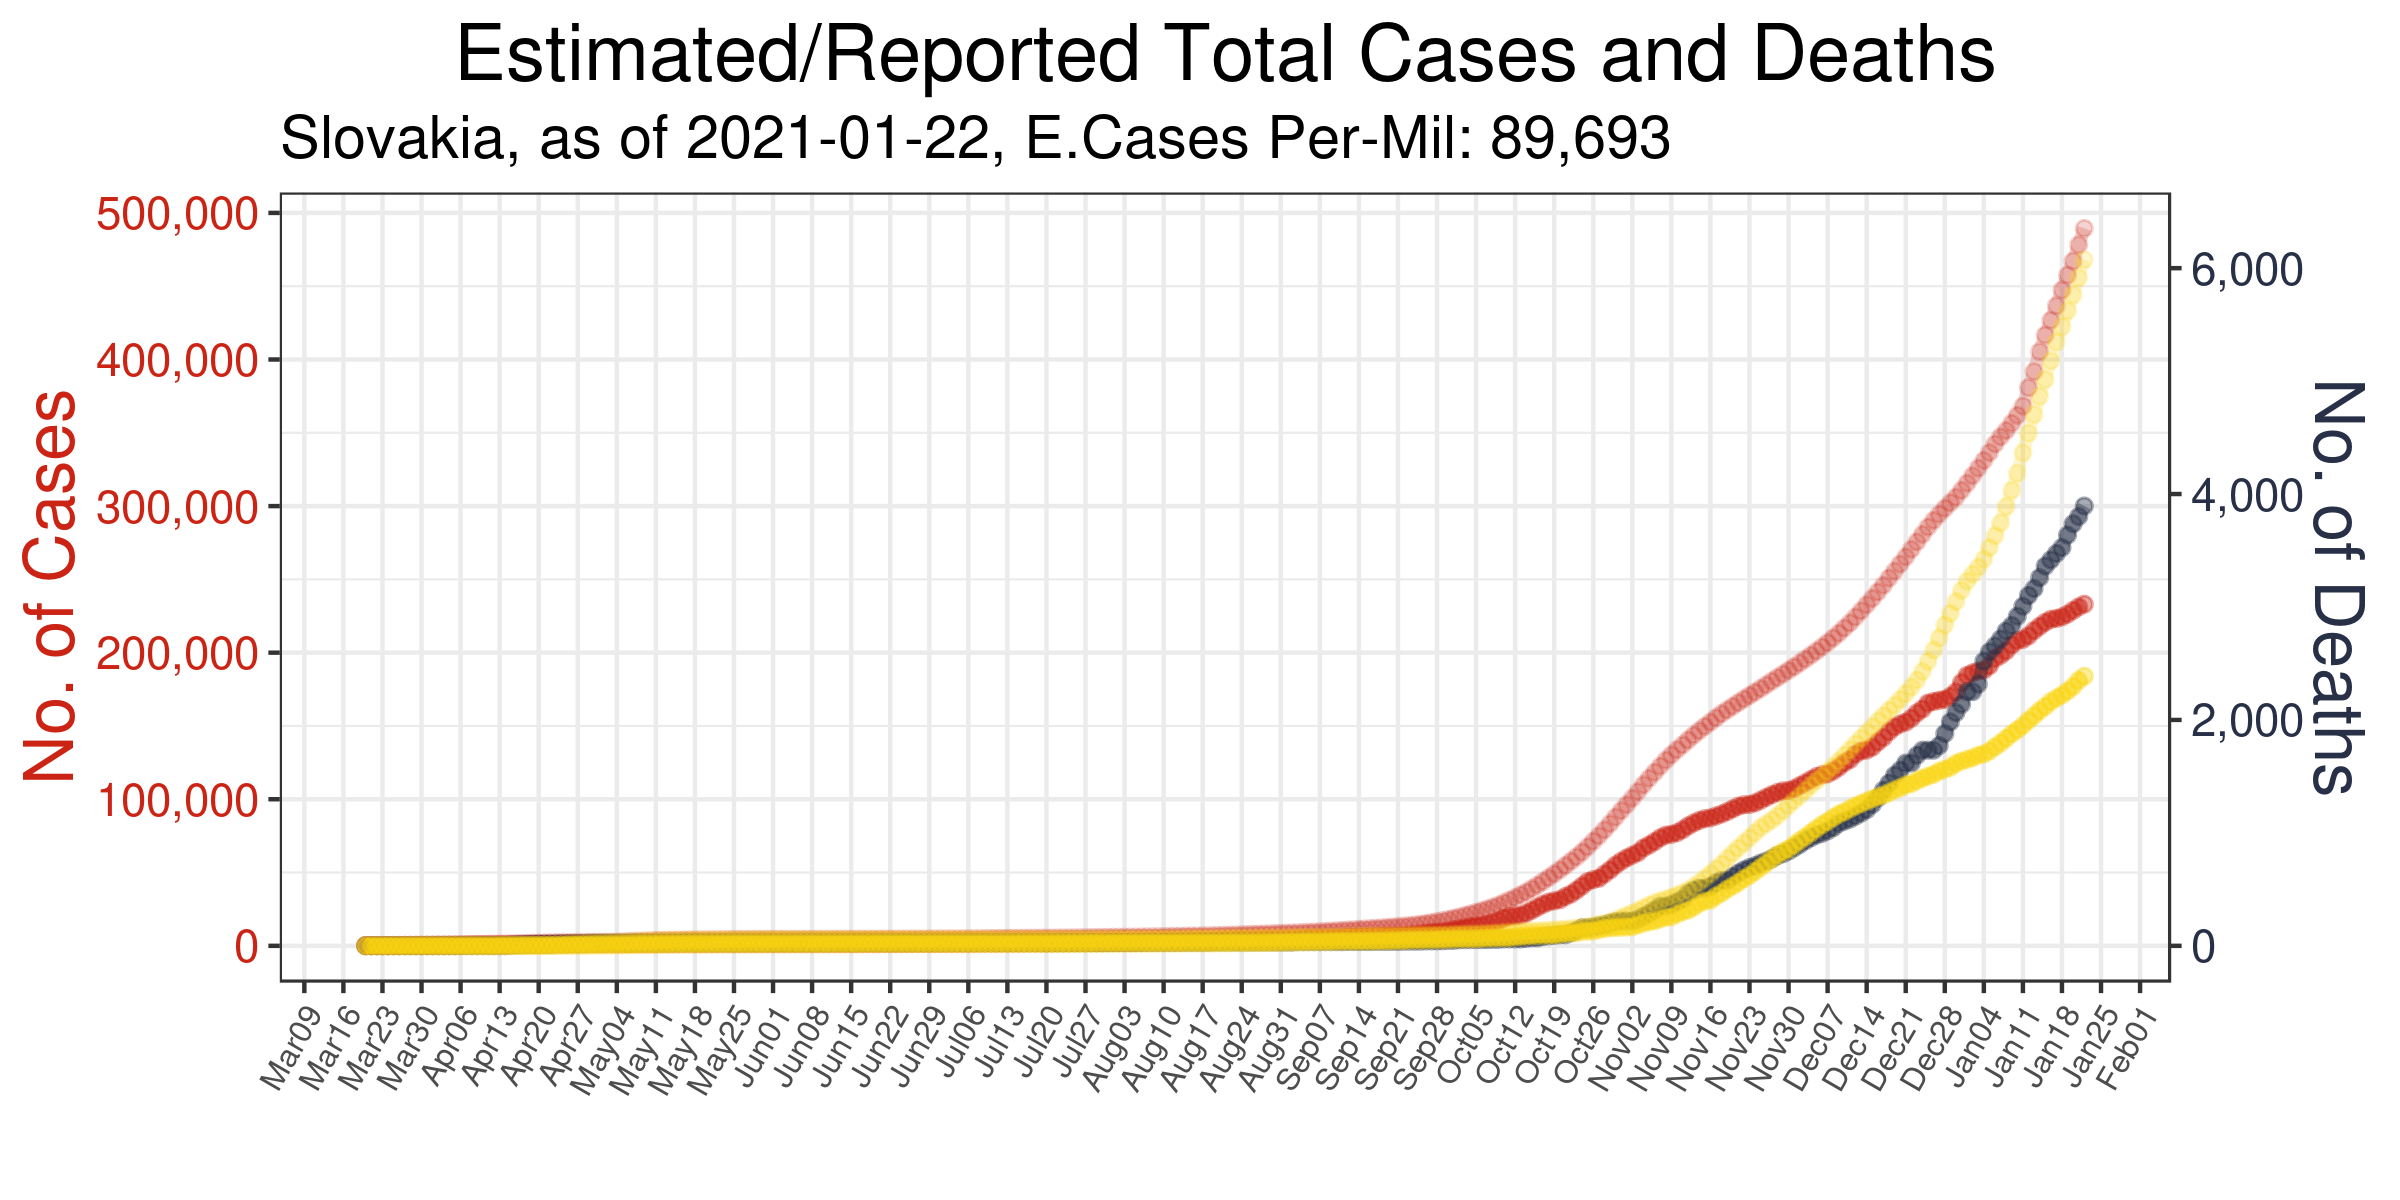 Estimated/Reported Total Cases and Deaths
Slovakia, as of 2021-01-22, E.Cases Per-Mil: 89,693
No. of Cases
500,000
400,000
300,000
200,000
100,000
0
6,000
4,000
2,000
0
No. of Deaths
Mar09
Mar16
Mar23
Mar30
Apr06
Apr13
Apr20
Apr27
May04
May11
May18
May25
Jun01
Jun08
Jun15
Jun22
Jun29
Jul06
Jul13
Jul20
Jul27
Aug03
Aug10
Aug17
Aug24
Aug31
Sep07
Sep14
Sep21
Sep28
Oct05
Oct12
Oct19
Oct26
Nov02
Nov09
Nov16
Nov23
Nov30
Dec07
Dec14
Dec21
Dec28
Jan04
Jan11
Jan18
Jan25
Feb01